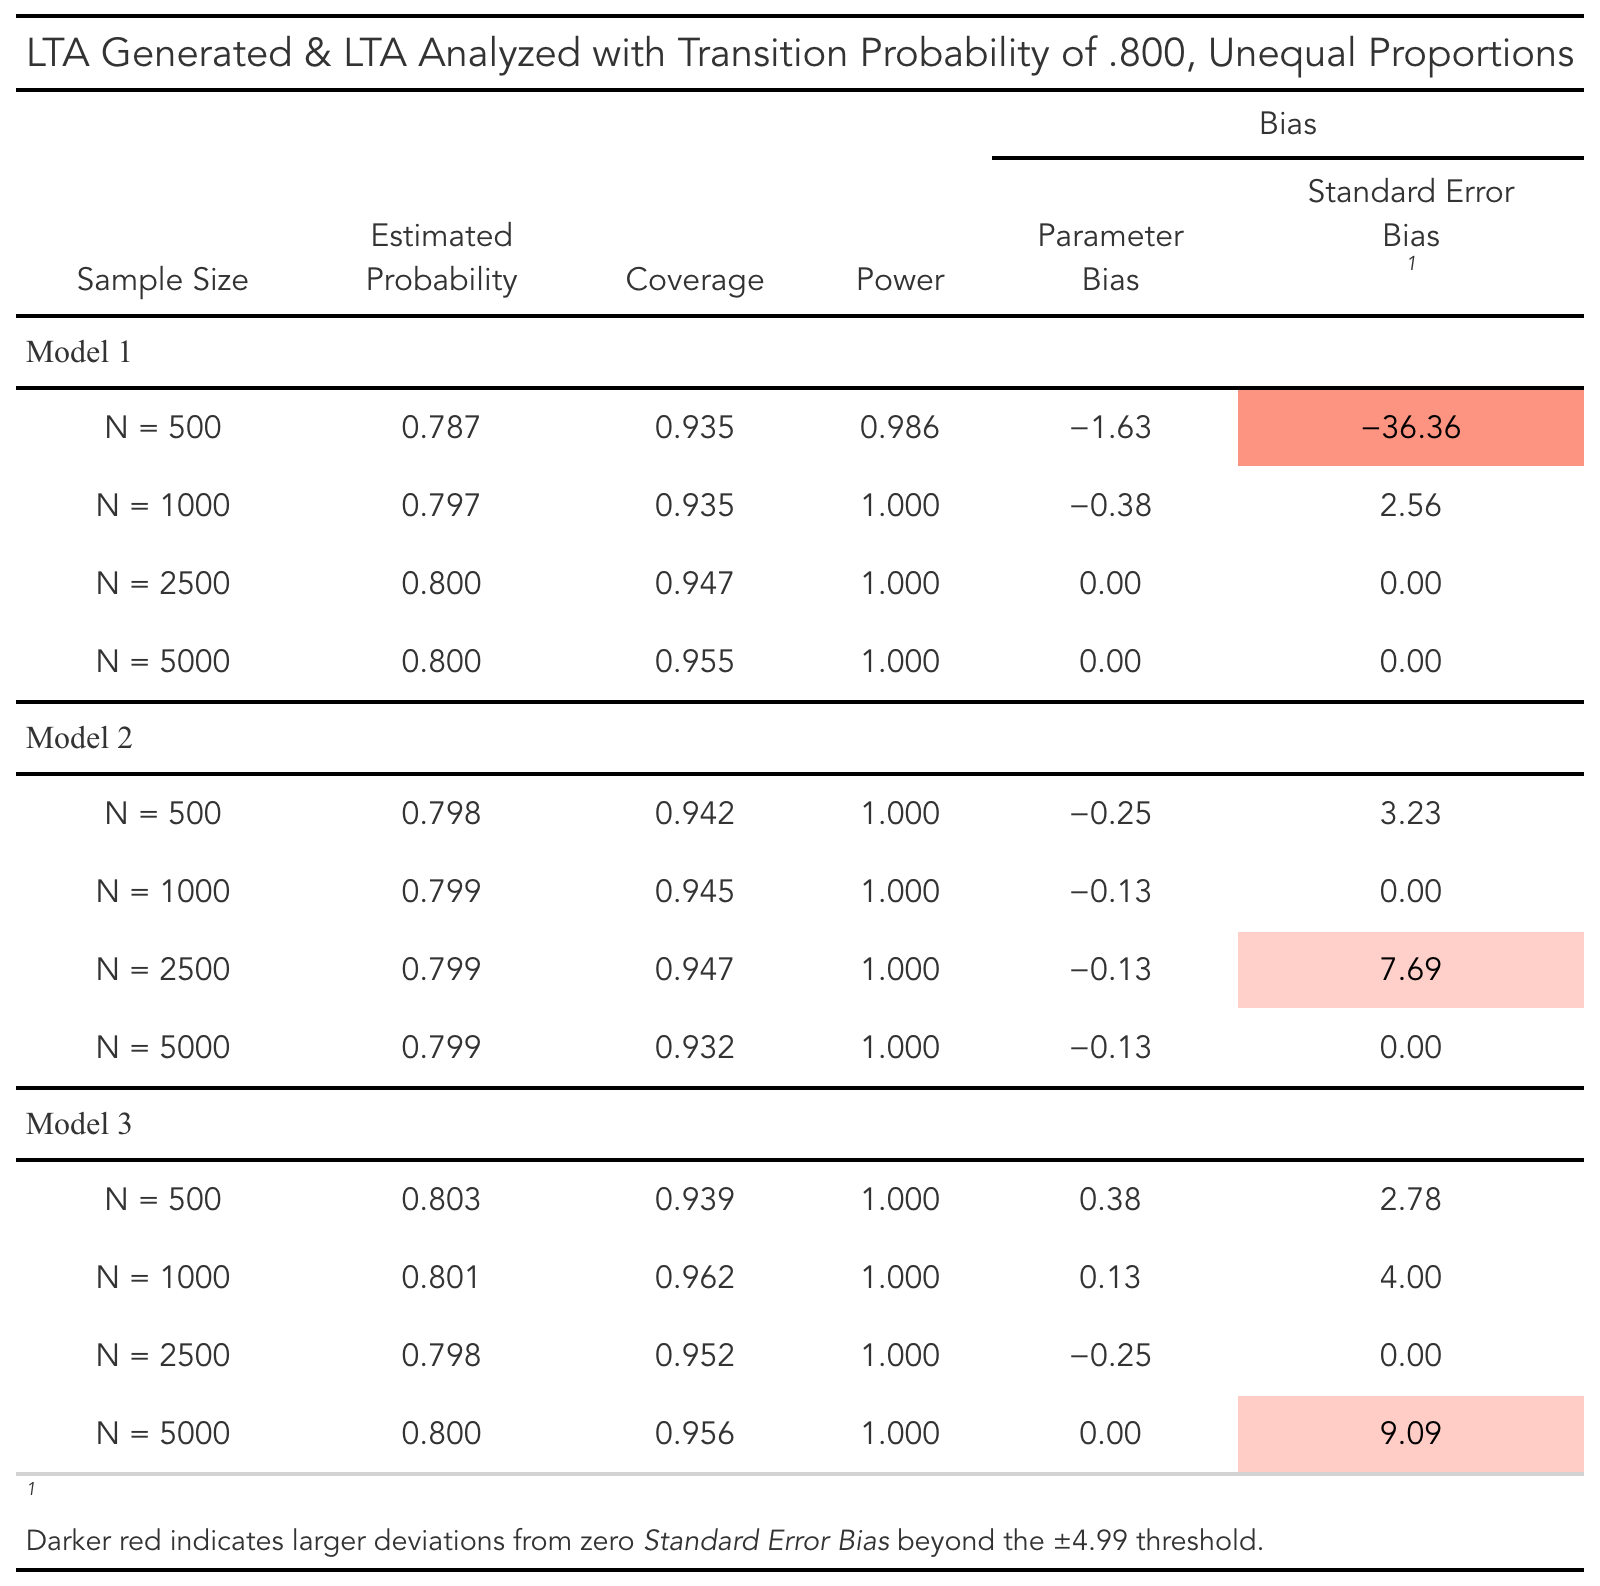 LTA Generated & LTA Analyzed with Transition Probability of .800, Unequal Proportions
Bias
Sample Size Estimated Probability Coverage Power Parameter Bias Standard Error Bias 1
Model 1
N = 500 0.787 0.935 0.986 −1.63 −36.36
N = 1000 0.797 0.935 1.000 −0.38 2.56
N = 2500 0.800 0.947 1.000 0.00 0.00
N = 5000 0.800 0.955 1.000 0.00 0.00
Model 2
N = 500 0.798 0.942 1.000 −0.25 3.23
N = 1000 0.799 0.945 1.000 −0.13 0.00
N = 2500 0.799 0.947 1.000 −0.13 7.69
N = 5000 0.799 0.932 1.000 −0.13 0.00
Model 3
N = 500 0.803 0.939 1.000 0.38 2.78
N = 1000 0.801 0.962 1.000 0.13 4.00
N = 2500 0.798 0.952 1.000 −0.25 0.00
N = 5000 0.800 0.956 1.000 0.00 9.09
1
Darker red indicates larger deviations from zero Standard Error Bias beyond the ±4.99 threshold.